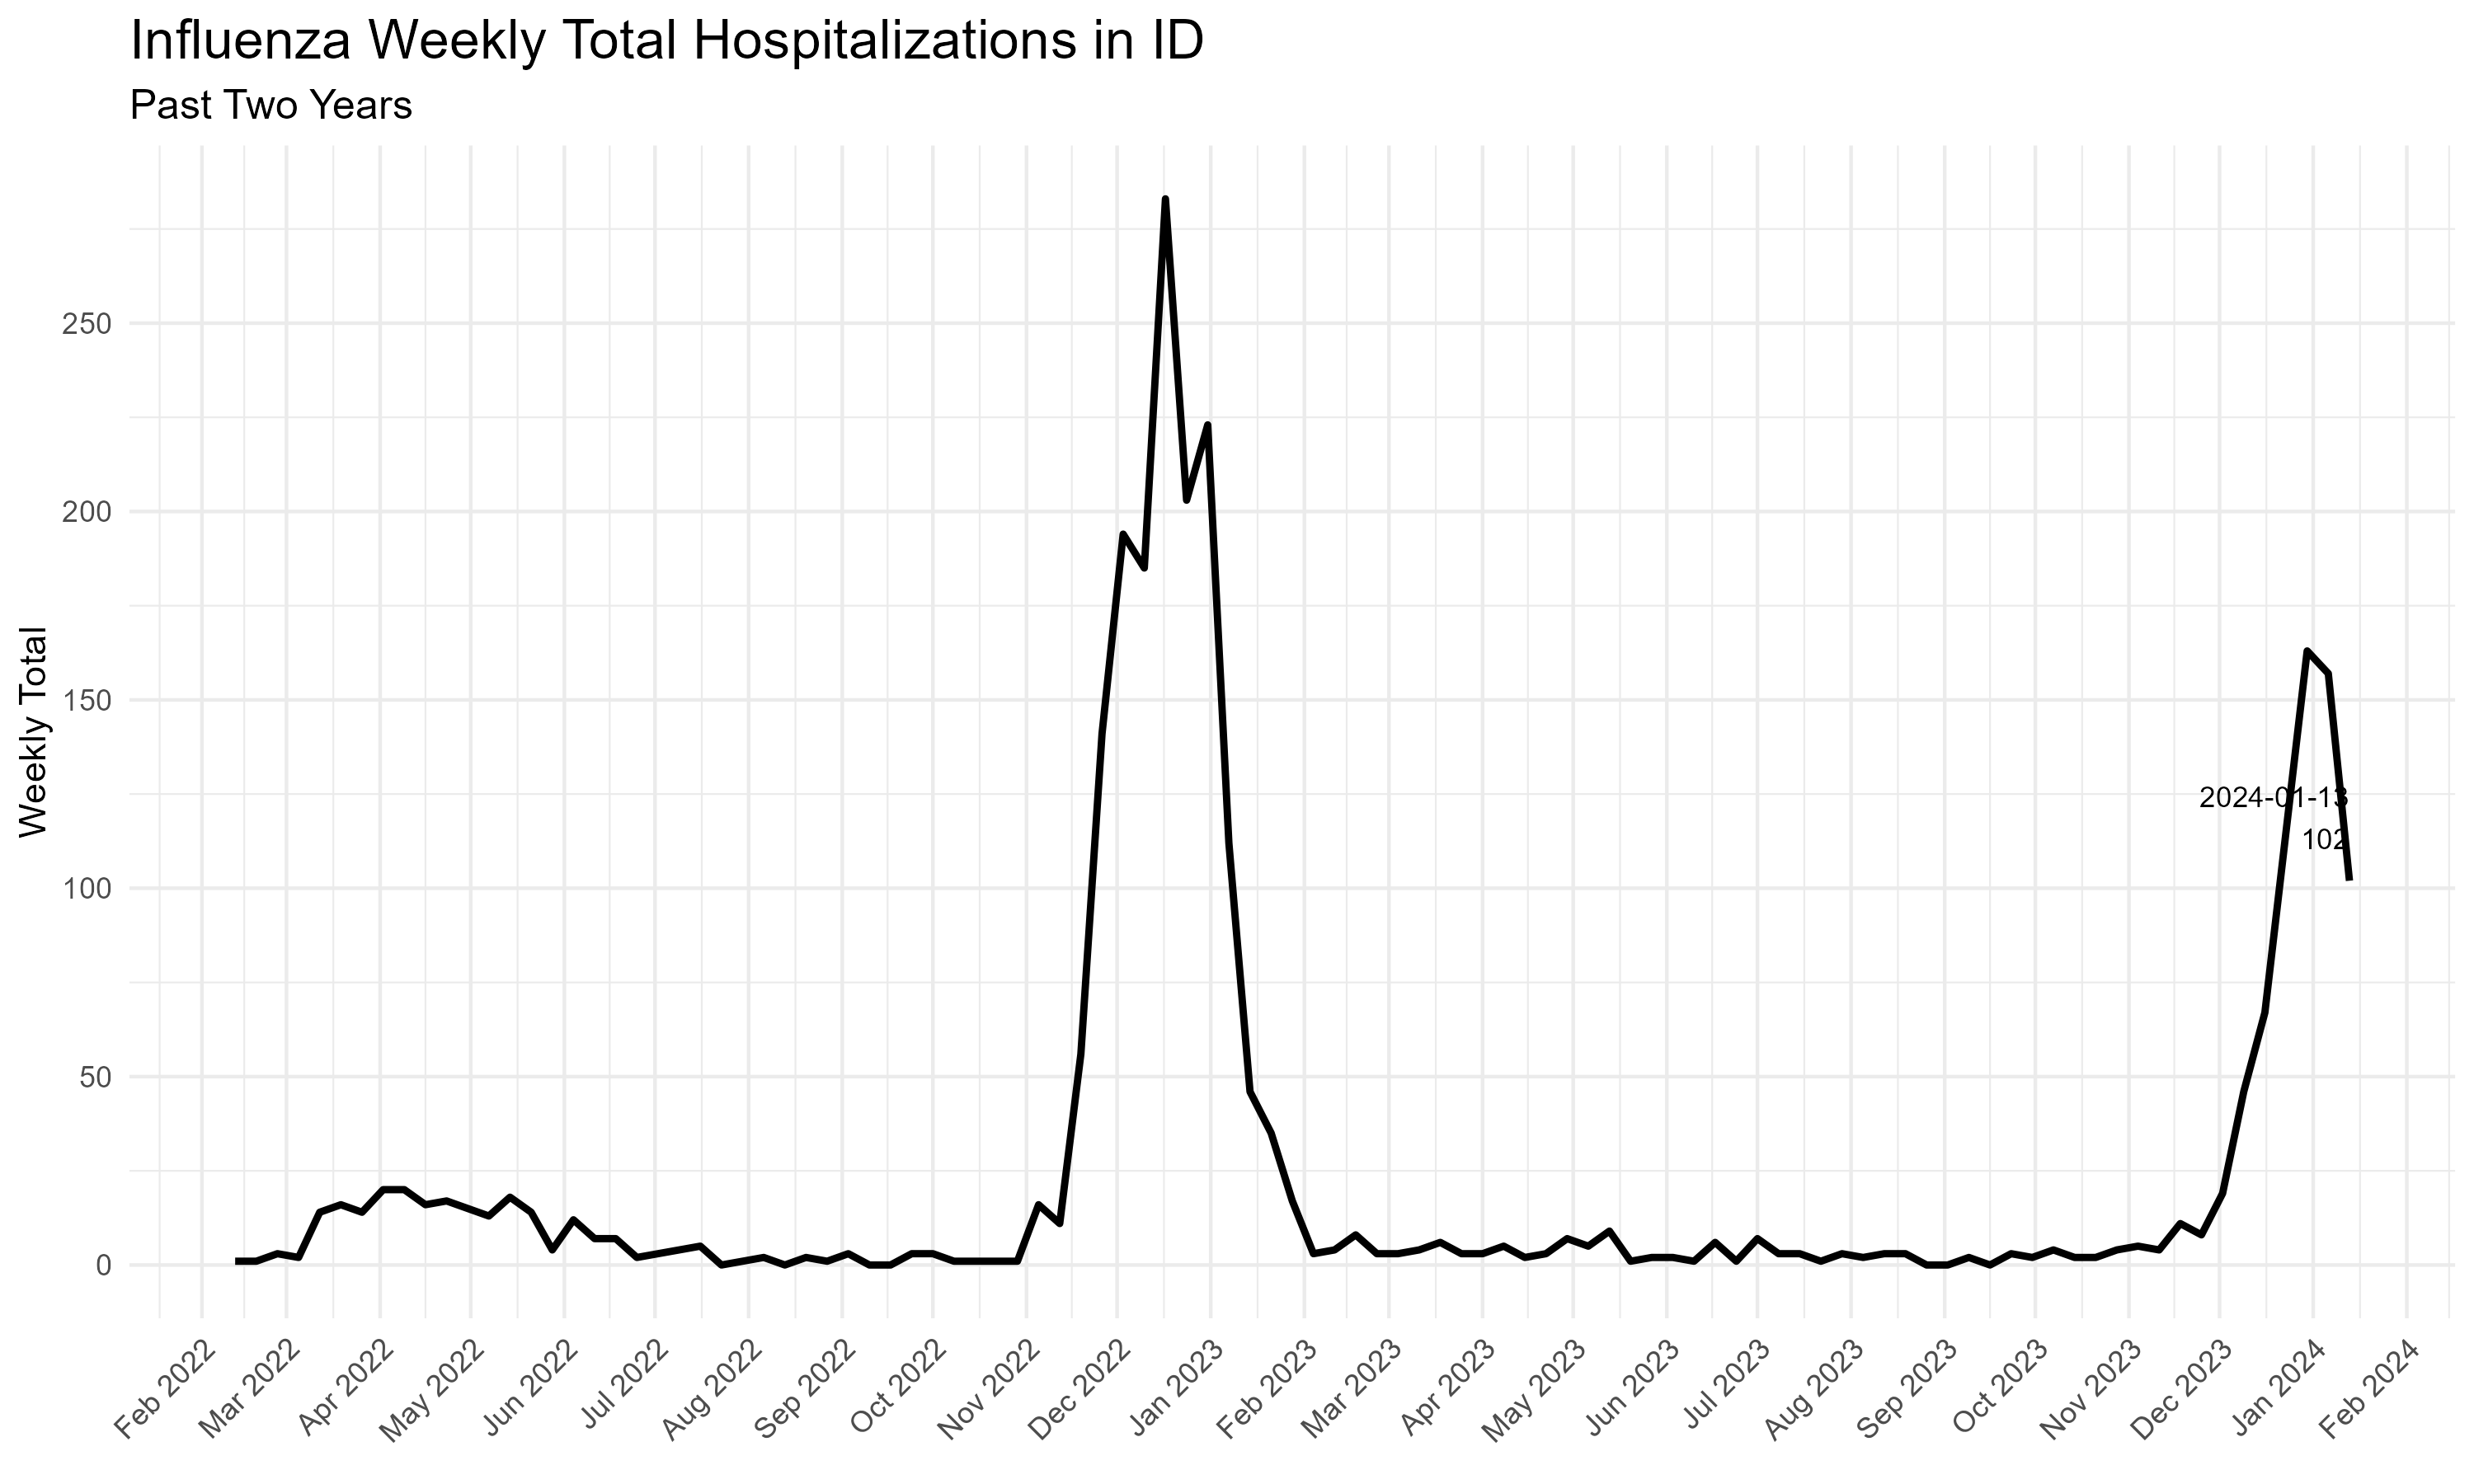 Influenza Weekly Total Hospitalizations in ID
Past Two Years
Weekly Total
250
200
150
100
50
0
2024-01-13
102
Feb 2022
Mar 2022
Apr 2022
May 2022
Jun 2022
Jul 2022
Aug 2022
Sep 2022
Oct 2022
Nov 2022
Dec 2022
Jan 2023
Feb 2023
Mar 2023
Apr 2023
May 2023
Jun 2023
Jul 2023
Aug 2023
Sep 2023
Oct 2023
Nov 2023
Dec 2023
Jan 2024
Feb 2024